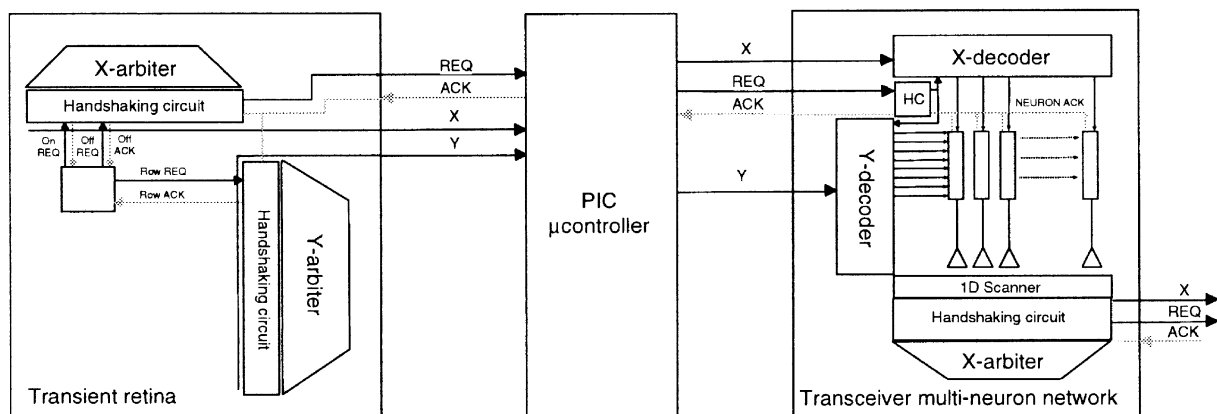 X-arbiter
Handshaking circuit
On
REQ
Off
REQ
Off
ACK
Row REQ
Row ACK
Handshaking circuit
Y-arbiter
Transient retina
REQ
ACK
X
Y
PIC
µcontroller
X
REQ
ACK
Y
X-decoder
HC
NEURON ACK
Y-decoder
1D Scanner
Handshaking circuit
X-arbiter
X
REQ
ACK
Transceiver multi-neuron network